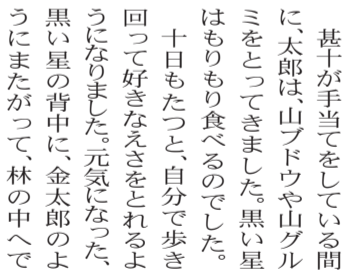 甚十が手当てをしている間
に、太郎は、山ブドウや山グル
ミをとってきました。黒い星
はもりもり食べるのでした。
　十日もたつと、自分で歩き
回って好きなえさをとれるよ
うになりました。元気になった、
黒い星の背中に、金太郎のよ
うにまたがって、林の中へで